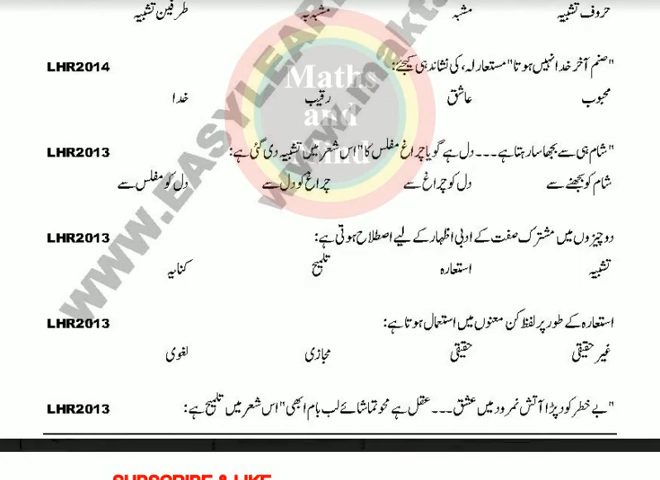 حروف تشبیہ مشبہ مشبہ بہ طرفین تشبیہ
"صنم آخر خدا نہیں ہوتا" مستعار لہ، کی نشاندہی کیجئے: LHR2014
محبوب عاشق رقیب خدا
"شام ہی سے بجھا سا رہتا ہے۔۔۔دل ہے گویا چراغ مفلس کا" اس شعر میں تشبیہ دی گئی ہے: LHR2013
شام کو بجھنے سے دل کو چراغ سے چراغ کو دل سے دل کو مفلس سے
دو چیزوں میں مشترک صفت کے ادبی اظہار کے لیے اصطلاح ہوتی ہے: LHR2013
تشبیہ استعارہ تلمیح کنایہ
استعارہ کے طور پر لفظ کن معنوں میں استعمال ہوتا ہے: LHR2013
غیر حقیقی حقیقی مجازی لغوی
"بے خطر کود پڑا آتش نمرود میں عشق۔۔۔عقل ہے محو تماشائے لب بام ابھی" اس شعر میں تلمیح ہے: LHR2013
Maths
and
WWW.EASYLEAR
SUBSCRIBE & LIKE